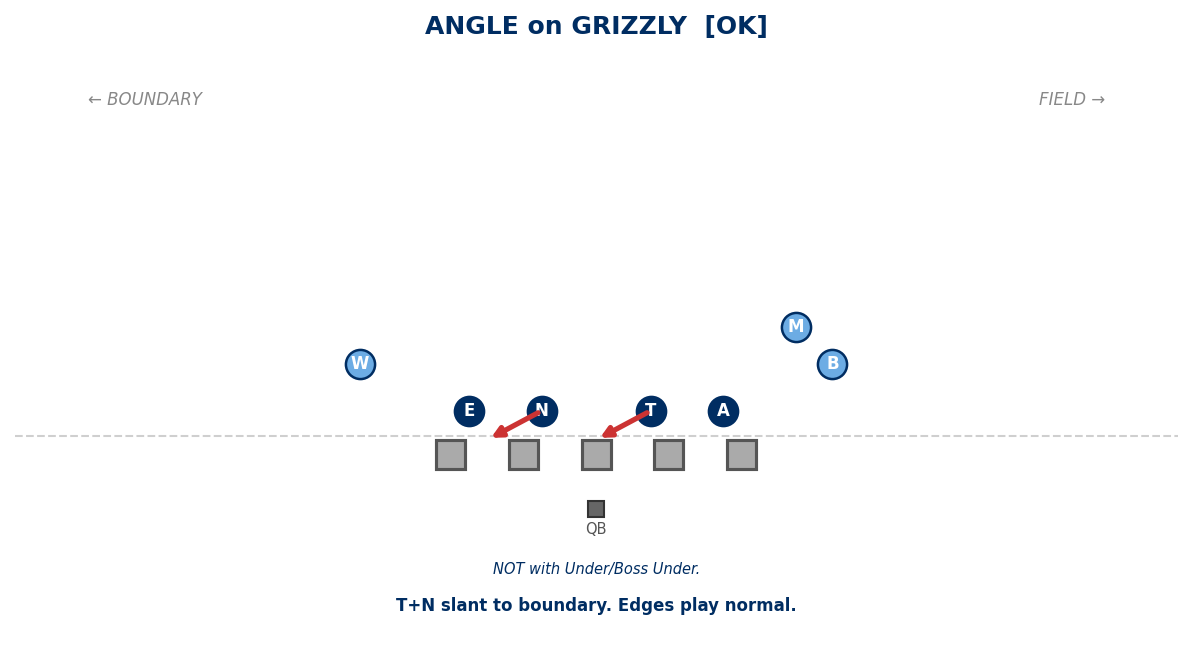 ANGLE on GRIZZLY  [OK]
← BOUNDARY
FIELD →
M
W
B
E
N
T
A
QB
NOT with Under/Boss Under.
T+N slant to boundary. Edges play normal.